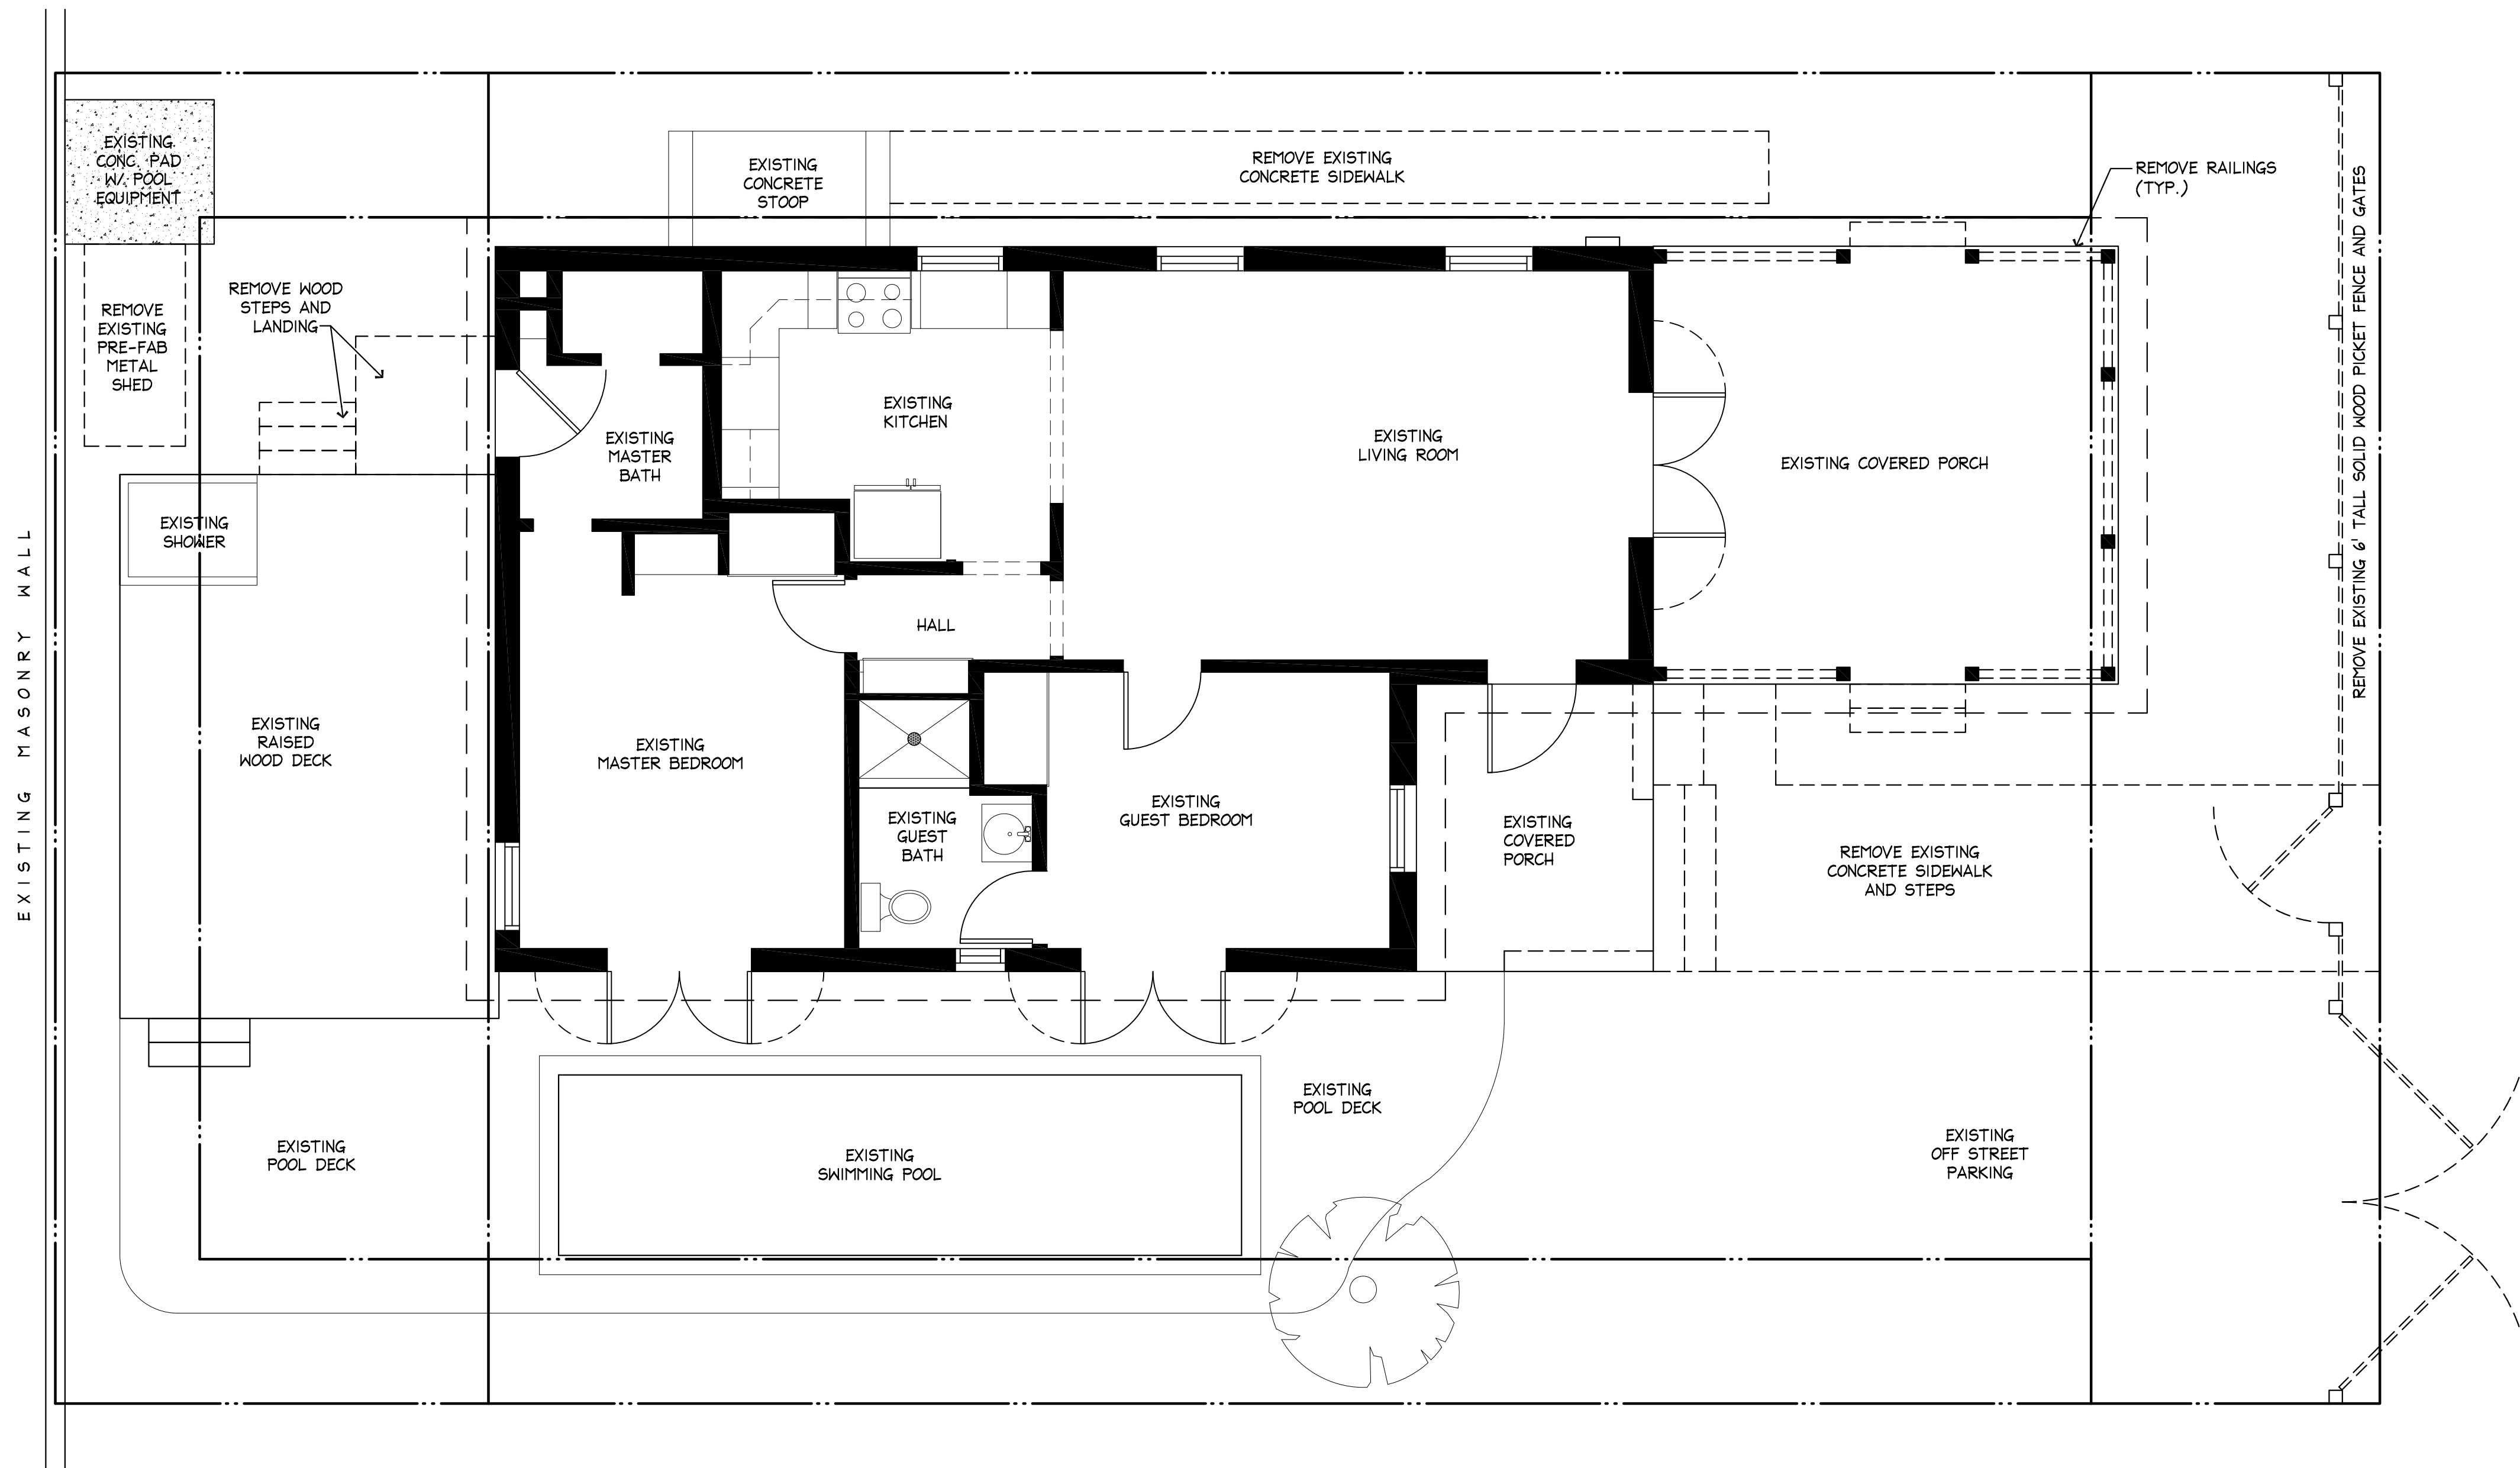 EXISTING
CONC. PAD
W/ POOL
EQUIPMENT
EXISTING
CONCRETE
STOOP
REMOVE EXISTING
CONCRETE SIDEWALK
REMOVE RAILINGS
(TYP.)
REMOVE EXISTING 6' TALL SOLID WOOD PICKET FENCE AND GATES
REMOVE WOOD
STEPS AND
LANDING
REMOVE
EXISTING
PRE-FAB
METAL
SHED
EXISTING
KITCHEN
EXISTING
MASTER
BATH
EXISTING
LIVING ROOM
EXISTING COVERED PORCH
EXISTING
SHOWER
EXISTING MASONRY WALL
HALL
EXISTING
RAISED
WOOD DECK
EXISTING
MASTER BEDROOM
EXISTING
GUEST
BATH
EXISTING
GUEST BEDROOM
EXISTING
COVERED
PORCH
REMOVE EXISTING
CONCRETE SIDEWALK
AND STEPS
EXISTING
POOL DECK
EXISTING
SWIMMING POOL
EXISTING
POOL DECK
EXISTING
OFF STREET
PARKING